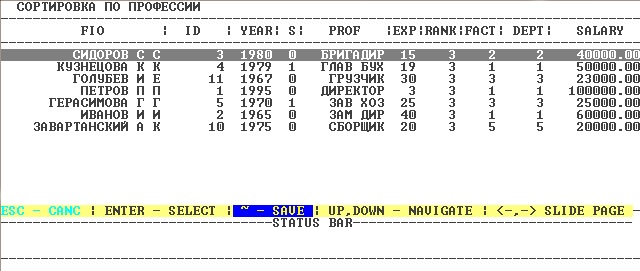 СОРТИРОВКА ПО ПРОФЕССИИ
FIO ¦ ID ¦ YEAR¦ S¦ PROF ¦EXP¦RANK¦FACT¦ DEPT¦ SALARY
СИДОРОВ С С 3 1980 0 БРИГАДИР 15 3 2 2 40000.00
КУЗНЕЦОВА К К 4 1979 1 ГЛАВ БУХ 19 3 1 1 50000.00
ГОЛУБЕВ И Е 11 1967 0 ГРУЗЧИК 30 3 3 3 23000.00
ПЕТРОВ П П 1 1995 0 ДИРЕКТОР 3 3 1 1 100000.00
ГЕРАСИМОВА Г Г 5 1970 1 ЗАВ ХОЗ 25 3 3 3 25000.00
ИВАНОВ И И 2 1965 0 ЗАМ ДИР 40 3 1 1 60000.00
ЗАВАРТАНСКИЙ А К 10 1975 0 СБОРЩИК 20 3 5 5 20000.00
ESC - CANC ¦ ENTER - SELECT ¦ ~ - SAVE ¦ UP,DOWN - NAVIGATE ¦ <-,-> SLIDE PAGE
STATUS BAR